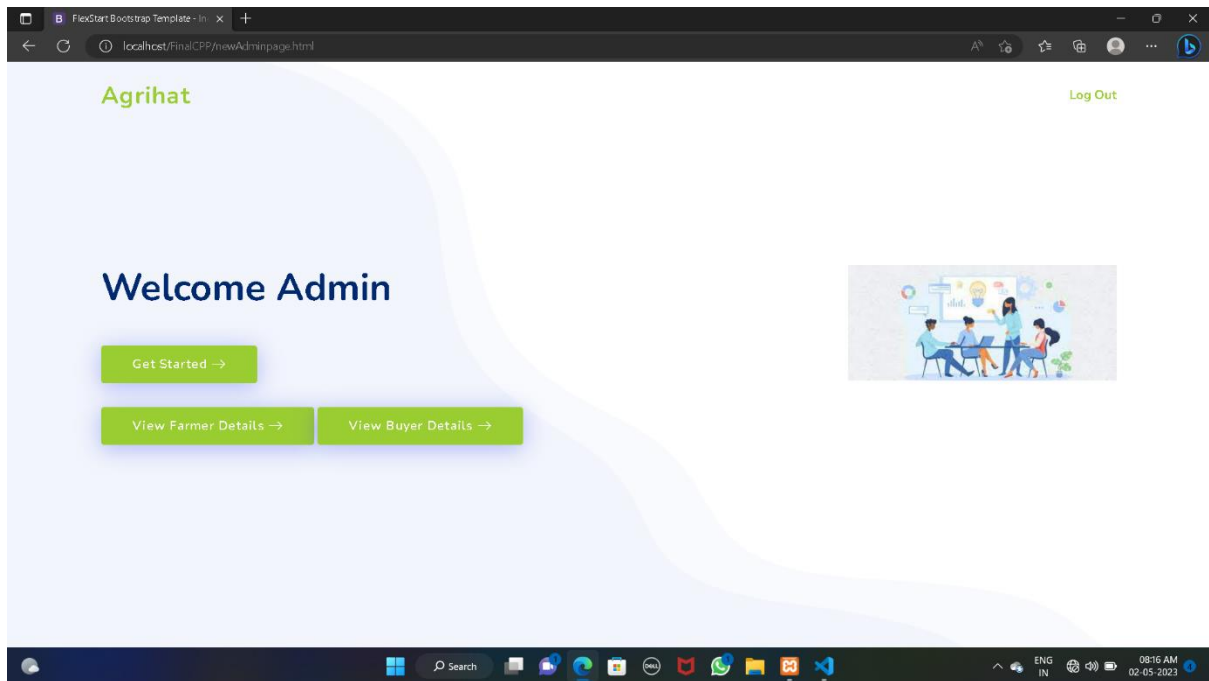 FlexStart Bootstrap Template - In
localhost/FinalCPP/newAdminpage.html
Agrihat
Log Out
Welcome Admin
Get Started →
View Farmer Details → View Buyer Details →
Search
DELL
ENG
IN
08:16 AM
02-05-2023